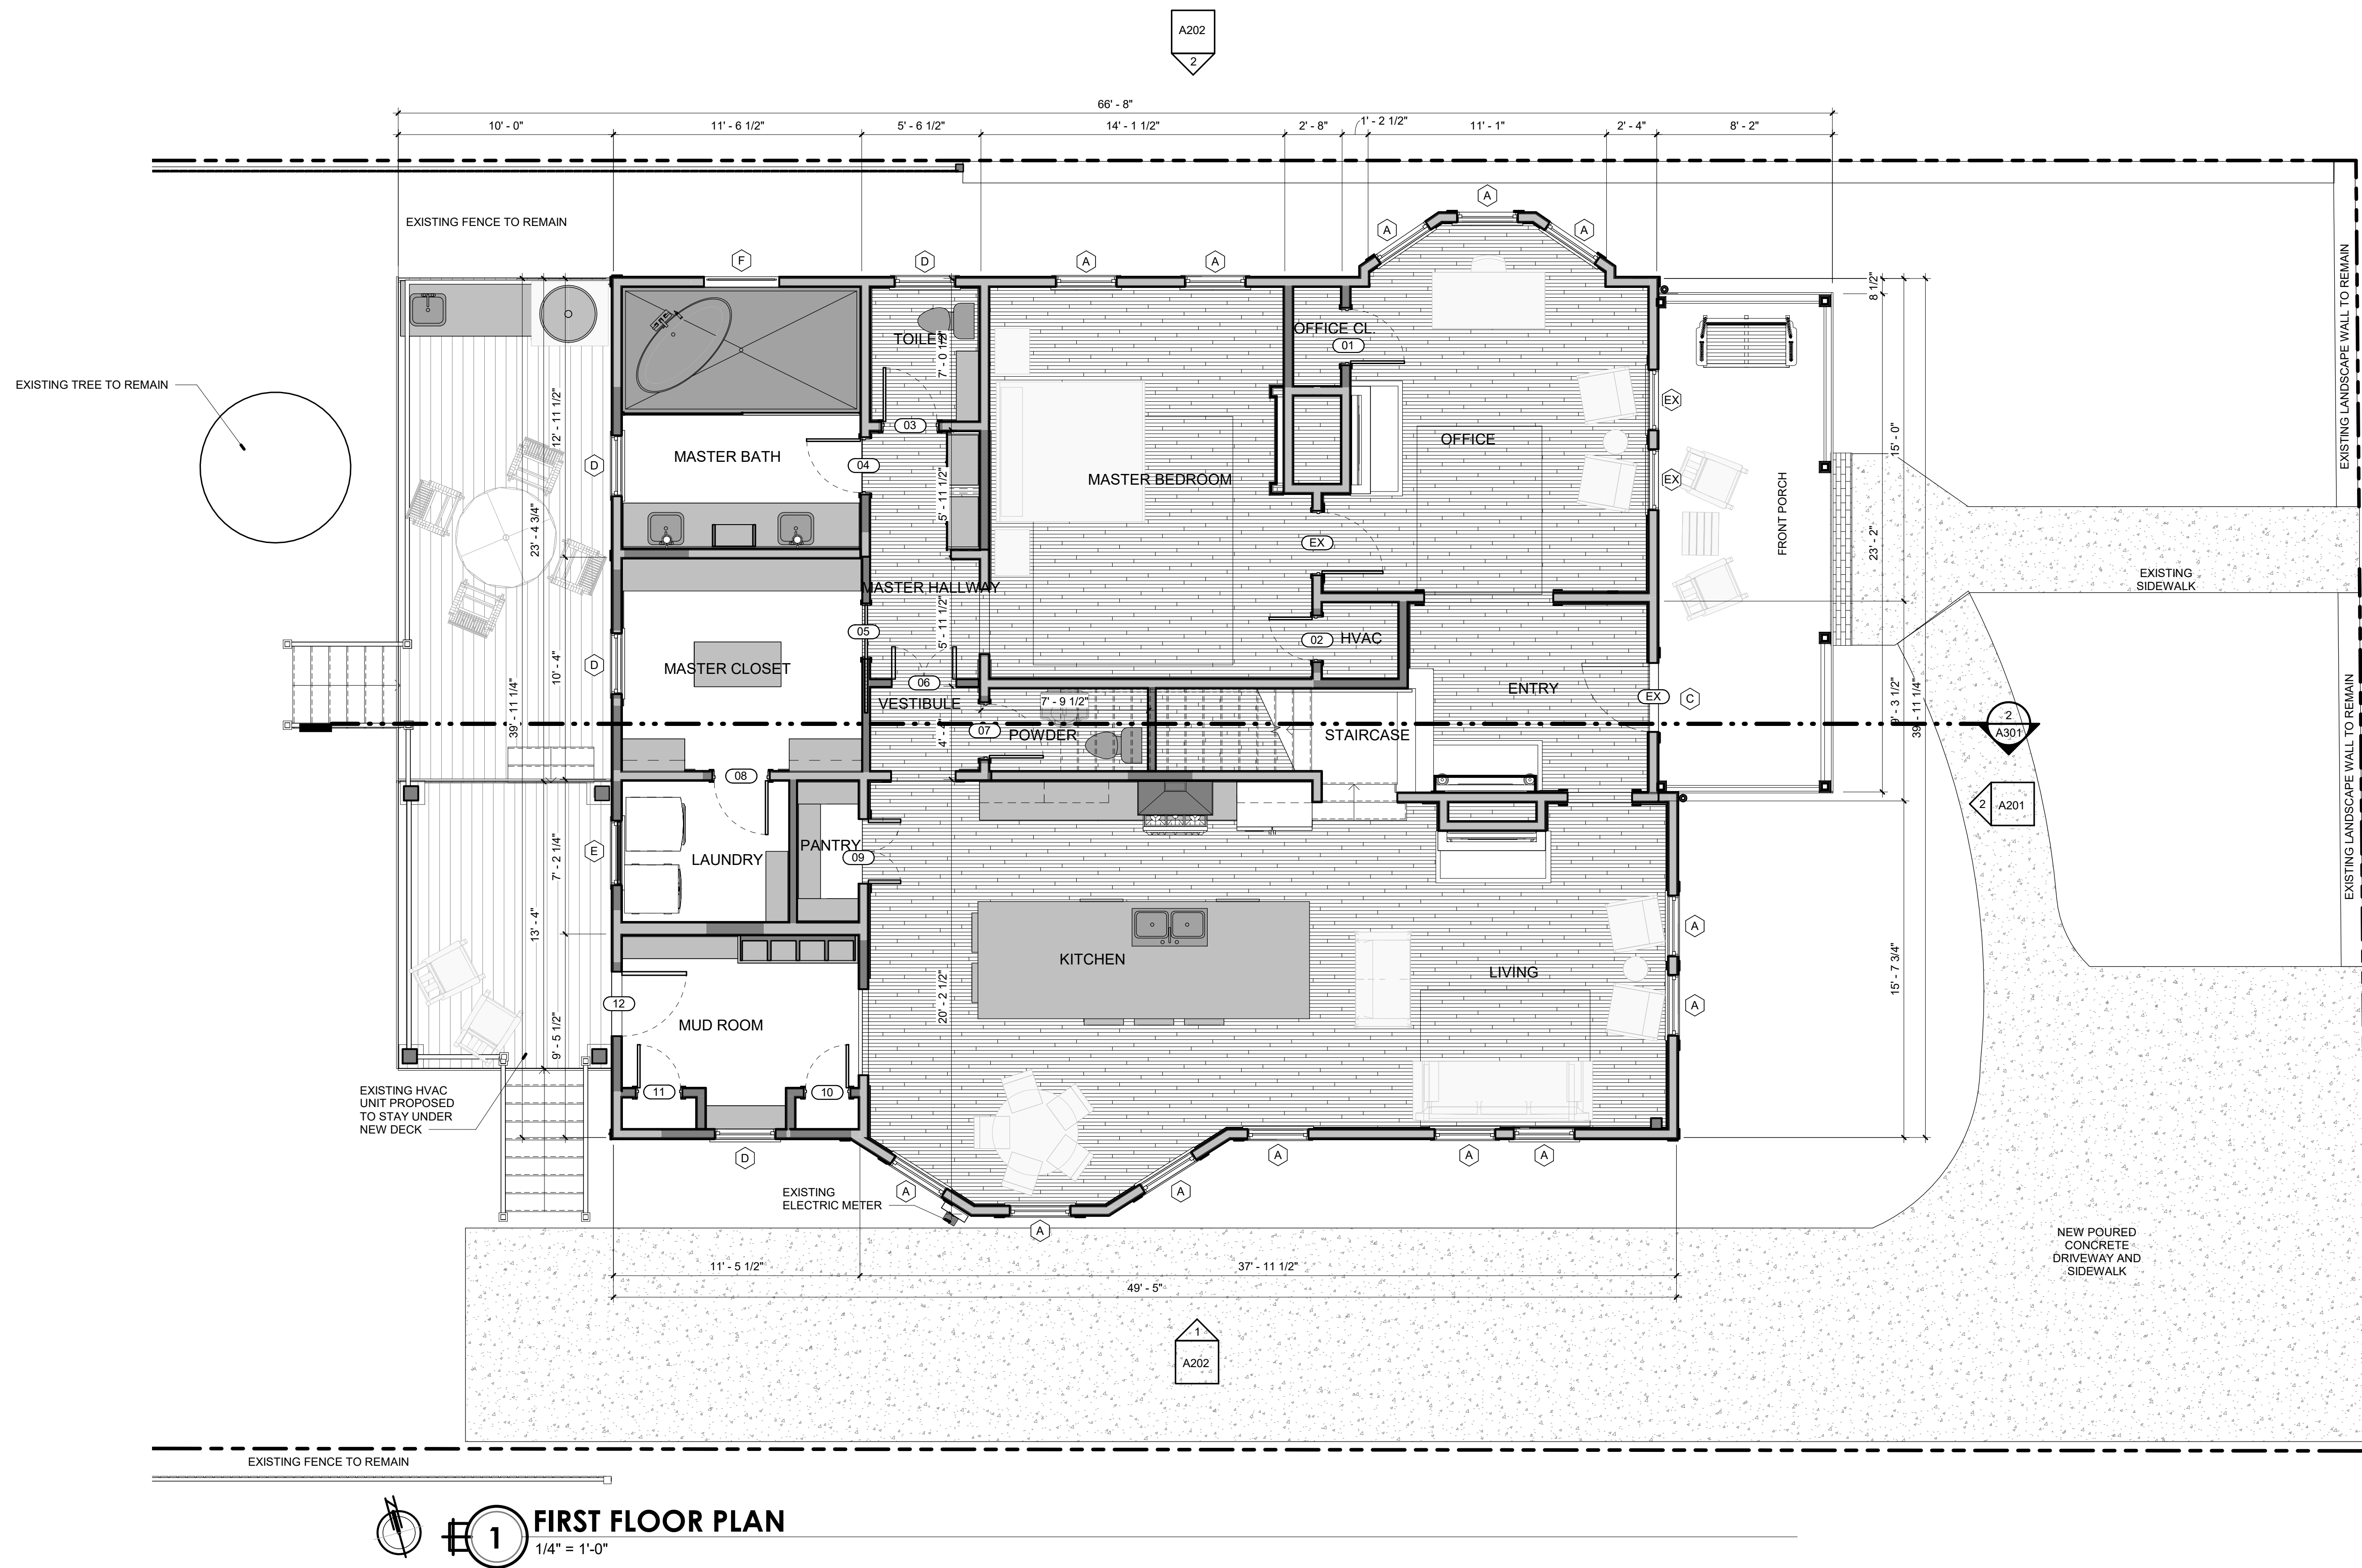 A202
2
66' - 8"
10' - 0"
11' - 6 1/2"
5' - 6 1/2"
14' - 1 1/2"
2' - 8"
1' - 2 1/2"
11' - 1"
2' - 4"
8' - 2"
EXISTING FENCE TO REMAIN
A
A
A
F
D
A
A
EXISTING LANDSCAPE WALL TO REMAIN
8 1/2"
TOILET
7' - 0 1/2"
OFFICE CL.
01
EXISTING TREE TO REMAIN
12' - 11 1/2"
EX
03
OFFICE
15' - 0"
MASTER BATH
04
D
MASTER BEDROOM
EX
5' - 11 1/2"
FRONT PORCH
23' - 4 3/4"
EX
23' - 2"
EXISTING
SIDEWALK
MASTER HALLWAY
5' - 11 1/2"
05
02
HVAC
D
10' - 4"
MASTER CLOSET
06
ENTRY
EX
C
39' - 11 1/4"
VESTIBULE
7' - 9 1/2"
9' - 3 1/2"
39' - 11 1/4"
2
A301
07
POWDER
4' - 4"
STAIRCASE
EXISTING LANDSCAPE WALL TO REMAIN
08
2
A201
E
7' - 2 1/4"
LAUNDRY
PANTRY
09
13' - 4"
A
KITCHEN
LIVING
15' - 7 3/4"
20' - 2 1/2"
12
A
MUD ROOM
9' - 5 1/2"
11
10
EXISTING HVAC
UNIT PROPOSED
TO STAY UNDER
NEW DECK
D
A
A
A
EXISTING
ELECTRIC METER
A
A
A
NEW POURED
CONCRETE
DRIVEWAY AND
SIDEWALK
11' - 5 1/2"
37' - 11 1/2"
49' - 5"
1
A202
EXISTING FENCE TO REMAIN
N
1
FIRST FLOOR PLAN
1/4" = 1'-0"